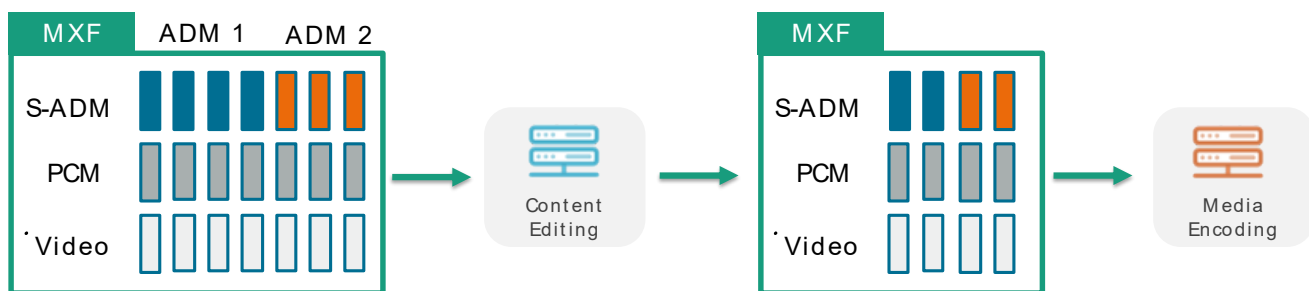 MXF ADM 1 ADM 2
S-ADM
PCM
Video
Content
Editing
MXF
S-ADM
PCM
Video
Media
Encoding